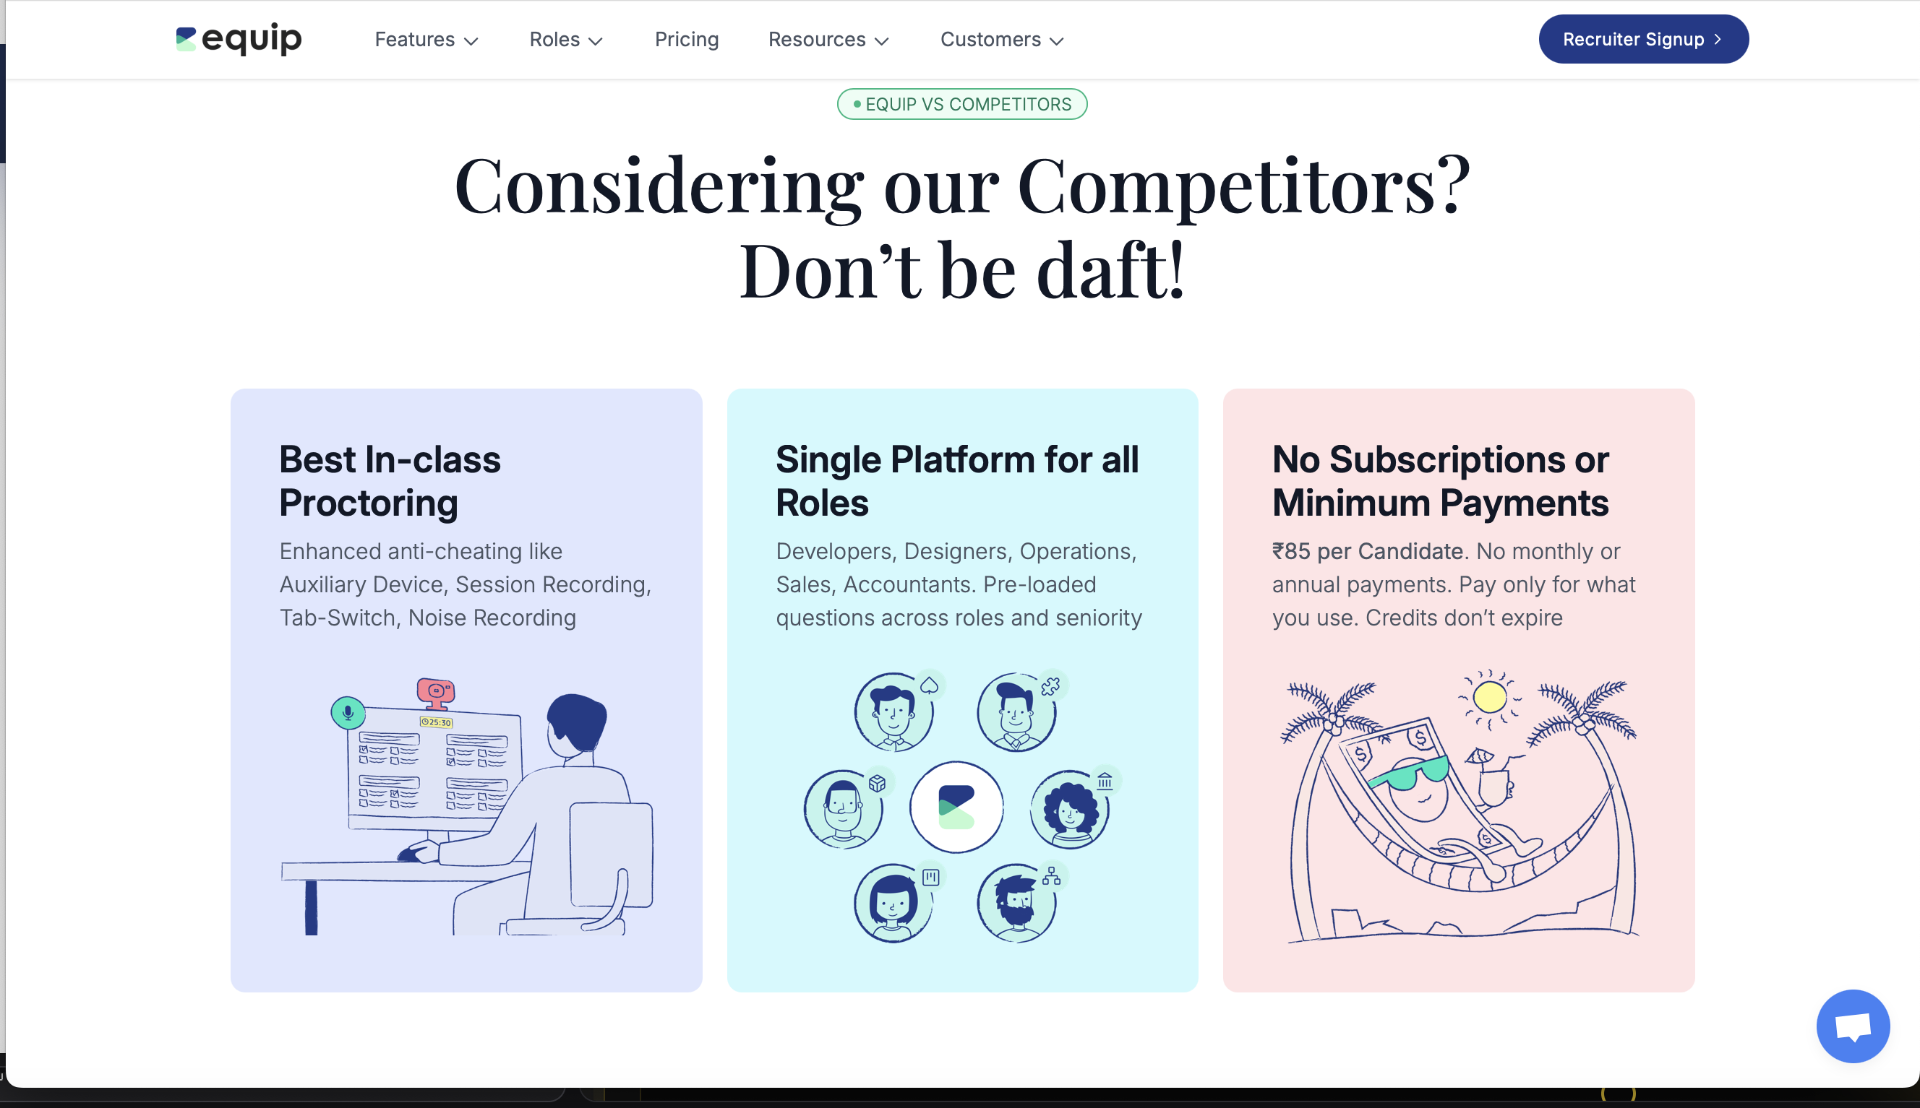 equip
Features
Roles
Pricing
Resources
Customers
Recruiter Signup
EQUIP VS COMPETITORS
Considering our Competitors?
Don’t be daft!
Best In-class
Proctoring
Enhanced anti-cheating like
Auxiliary Device, Session Recording,
Tab-Switch, Noise Recording
25:30
Single Platform for all
Roles
Developers, Designers, Operations,
Sales, Accountants. Pre-loaded
questions across roles and seniority
No Subscriptions or
Minimum Payments
₹85 per Candidate. No monthly or
annual payments. Pay only for what
you use. Credits don’t expire
$
$
$
$